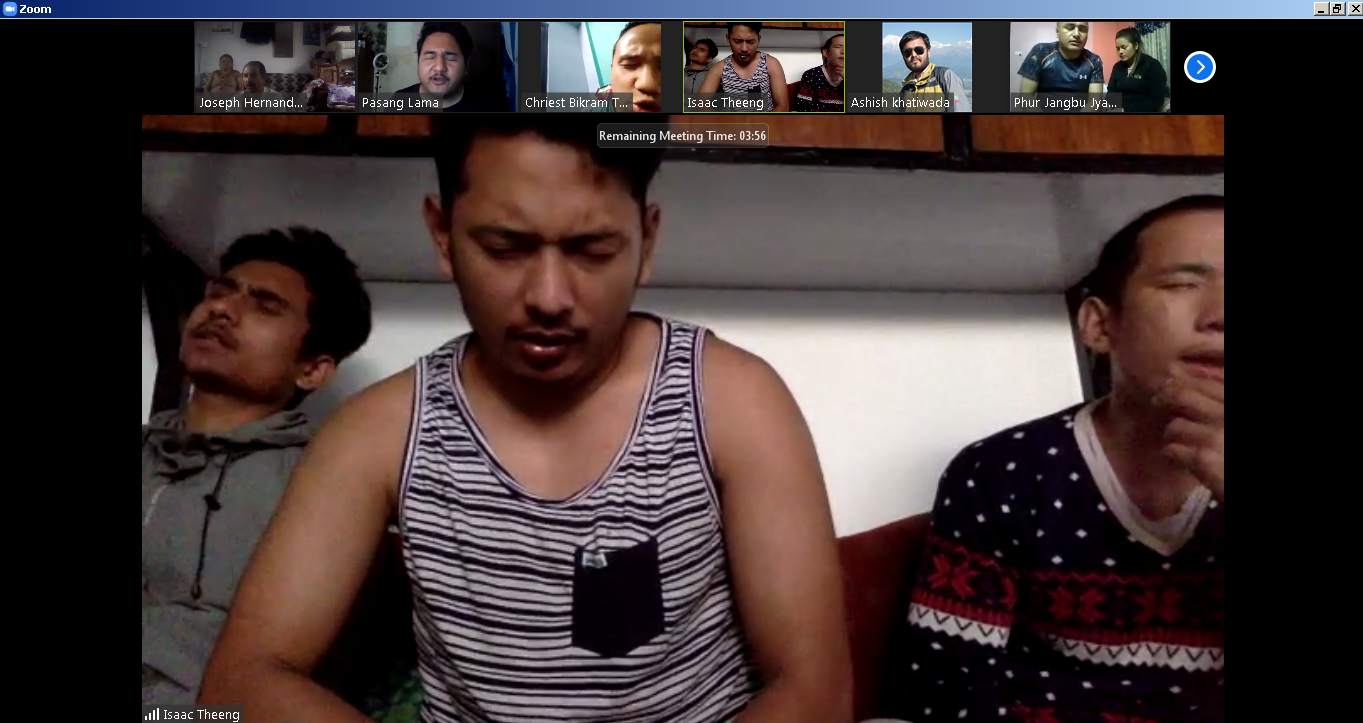 Zoom
Joseph Hernand...
Pasang Lama
Chriest Bikram T...
Isaac Theeng
Ashish khatiwada
Phur Jangbu Jya...
Remaining Meeting Time: 03:56
Isaac Theeng